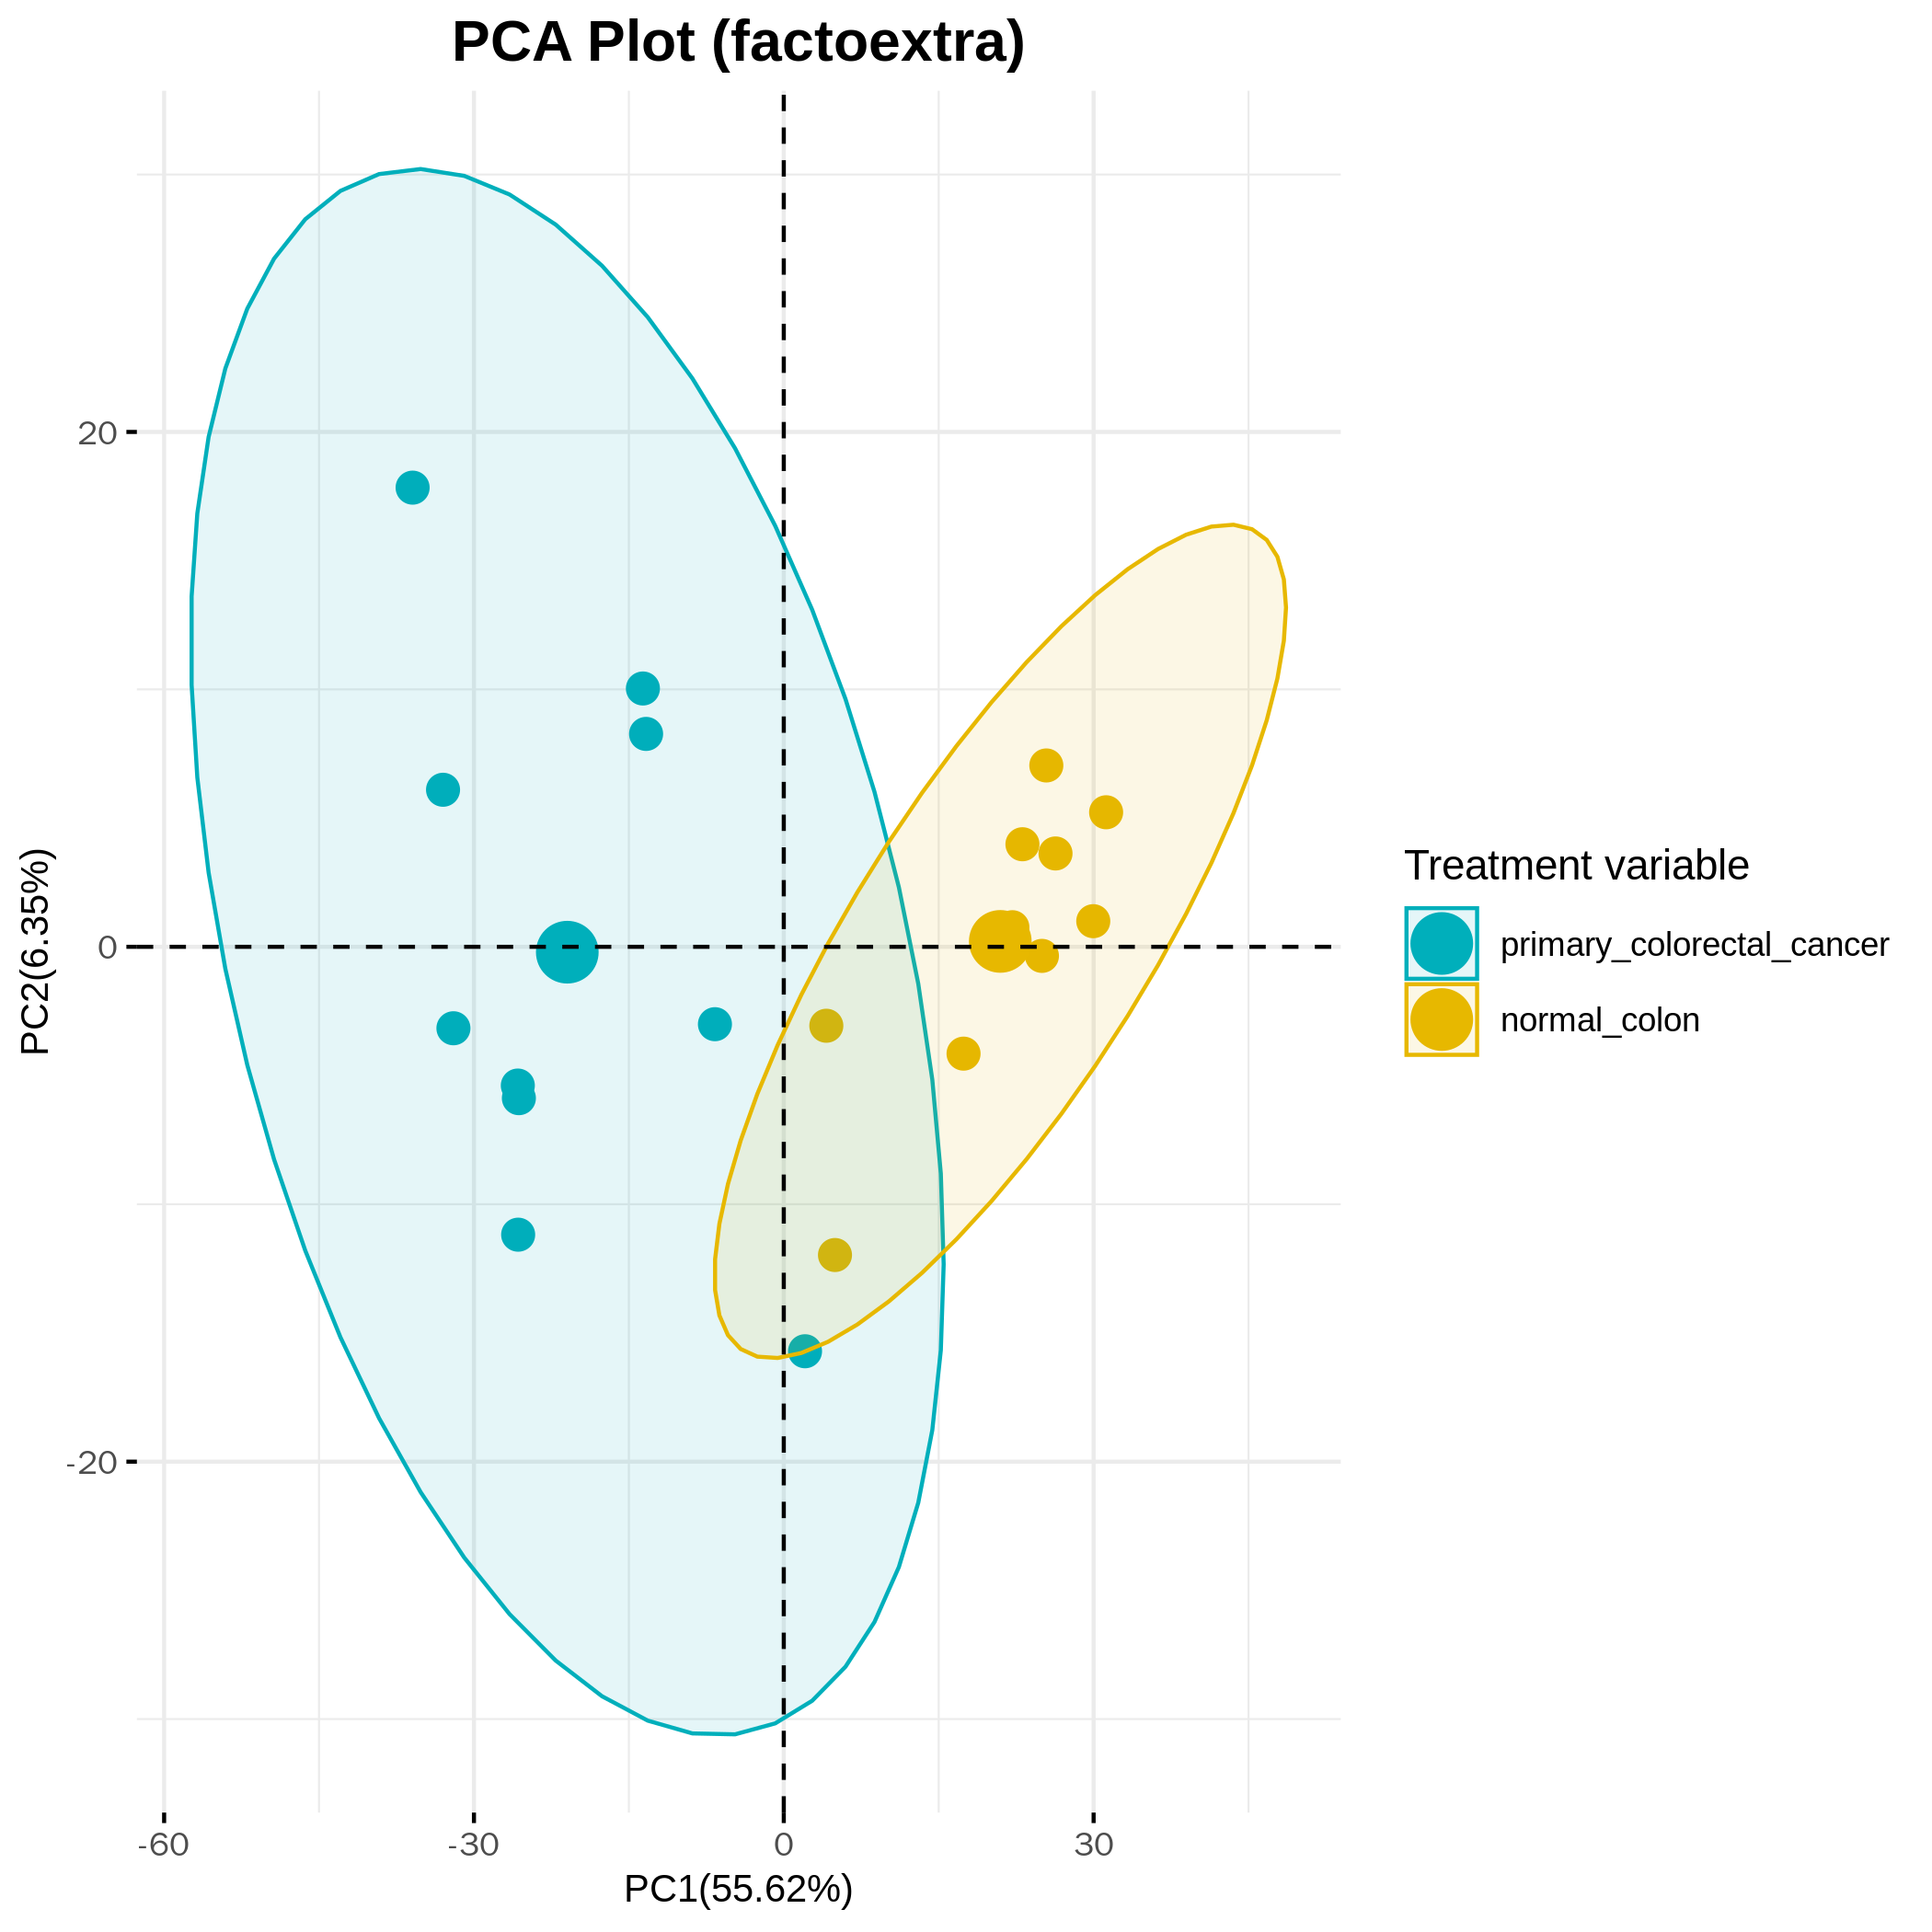 PCA Plot (factoextra)
20
0
-20
PC2(6.35%)
-60
-30
0
30
PC1(55.62%)
Treatment variable
primary_colorectal_cancer
normal_colon